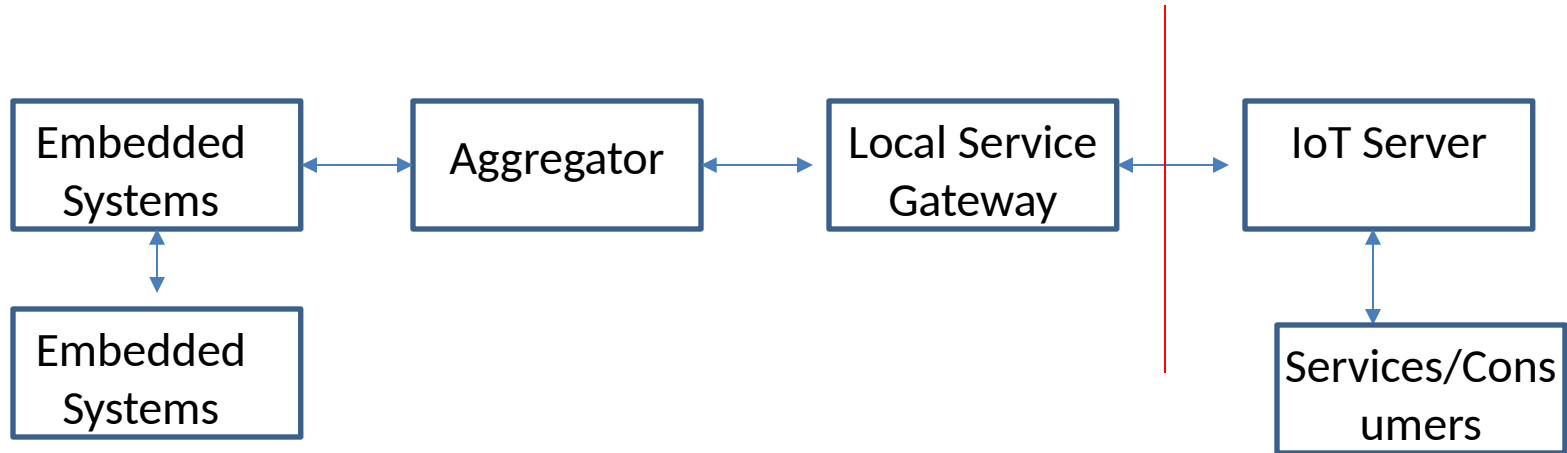 Embedded
Systems
Aggregator
Local Service
Gateway
IoT Server
Embedded
Systems
Services/Cons
umers